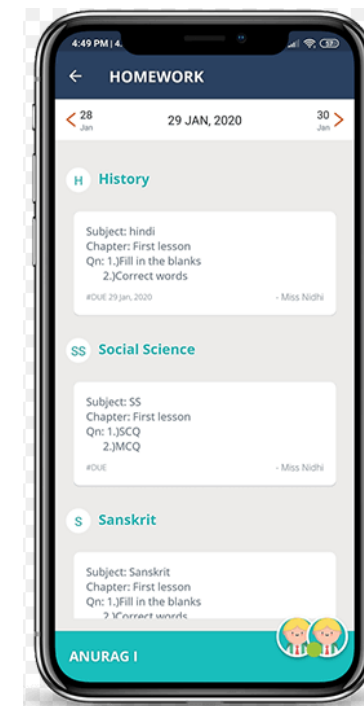 4:49 PM | 4.
57
HOMEWORK
28
Jan
29 JAN, 2020
30
Jan
H History
Subject: hindi
Chapter: First lesson
Qn: 1.)Fill in the blanks
2.)Correct words
#DUE 29 Jan, 2020 - Miss Nidhi
SS Social Science
Subject: SS
Chapter: First lesson
Qn: 1.)SCQ
2.)MCQ
#DUE - Miss Nidhi
S Sanskrit
Subject: Sanskrit
Chapter: First lesson
Qn: 1.)Fill in the blanks
2.)Correct words
ANURAG I